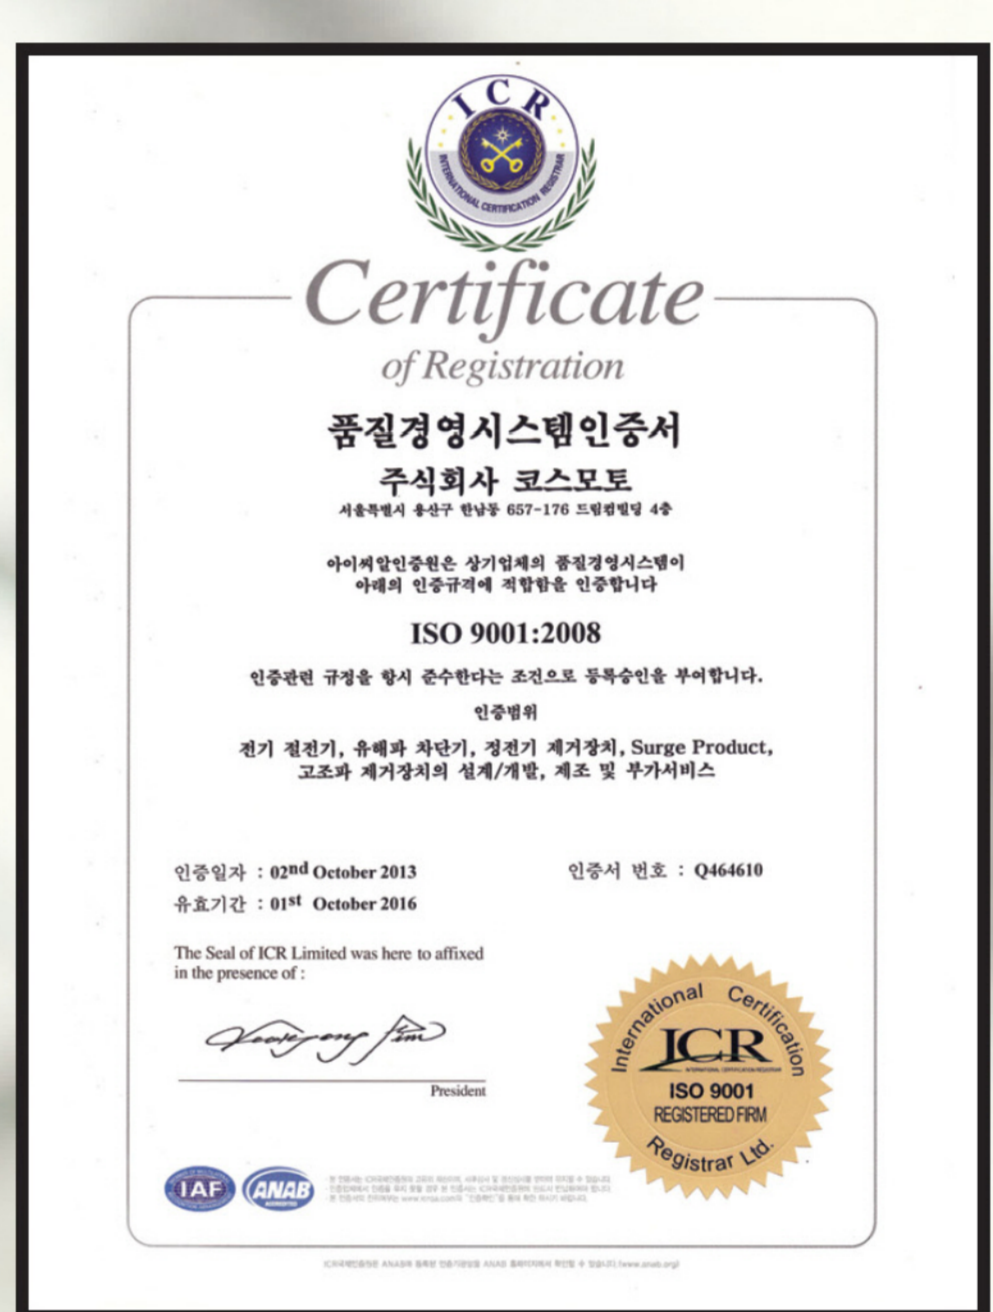 ICR
INTERNATIONAL CERTIFICATION REGISTRAR
Certificate
of Registration
품질경영시스템인증서
주식회사 코스모토
서울특별시 용산구 한남동 657-176 드림컴빌딩 4층
아이씨알인증원은 상기업체의 품질경영시스템이
아래의 인증규격에 적합함을 인증합니다
ISO 9001:2008
인증관련 규정을 항시 준수한다는 조건으로 등록승인을 부여합니다.
인증범위
전기 절전기, 유해파 차단기, 정전기 제거장치, Surge Product,
고조파 제거장치의 설계/개발, 제조 및 부가서비스
인증일자 : 02nd October 2013
인증서 번호 : Q464610
유효기간 : 01st October 2016
The Seal of ICR Limited was here to affixed
in the presence of :
President
International Certification
ICR
INTERNATIONAL CERTIFICATION REGISTRAR
ISO 9001
REGISTERED FIRM
Registrar Ltd.
IAF
ANAB
ACCREDITED